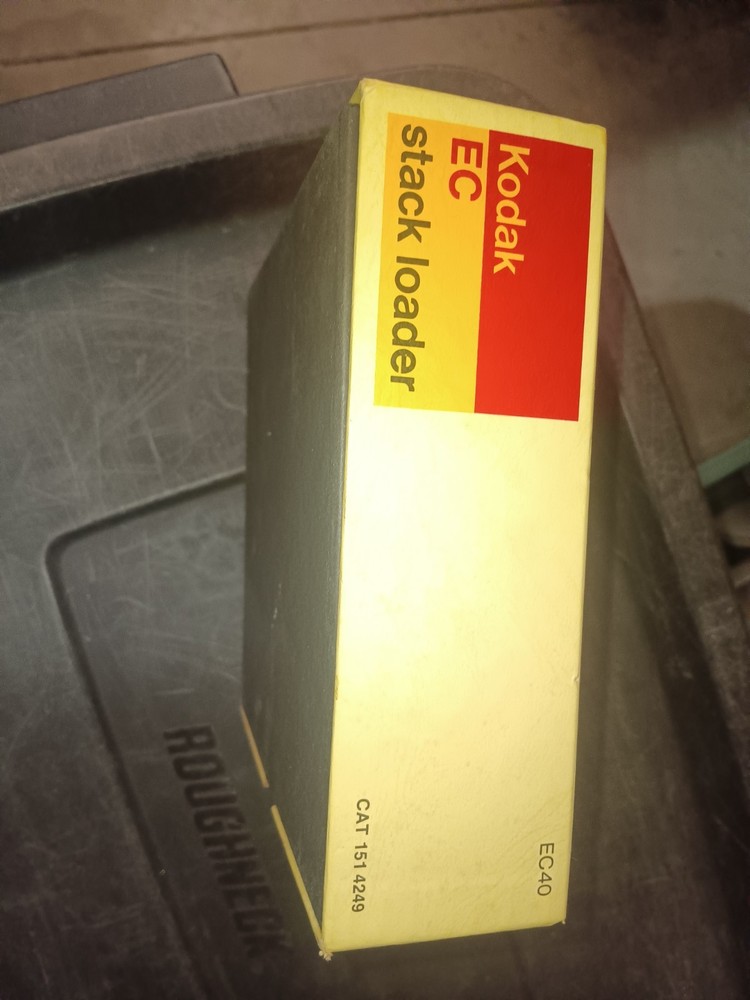 Kodak
EC
stack loader
EC40
CAT 151 4249
ROUGHNECK